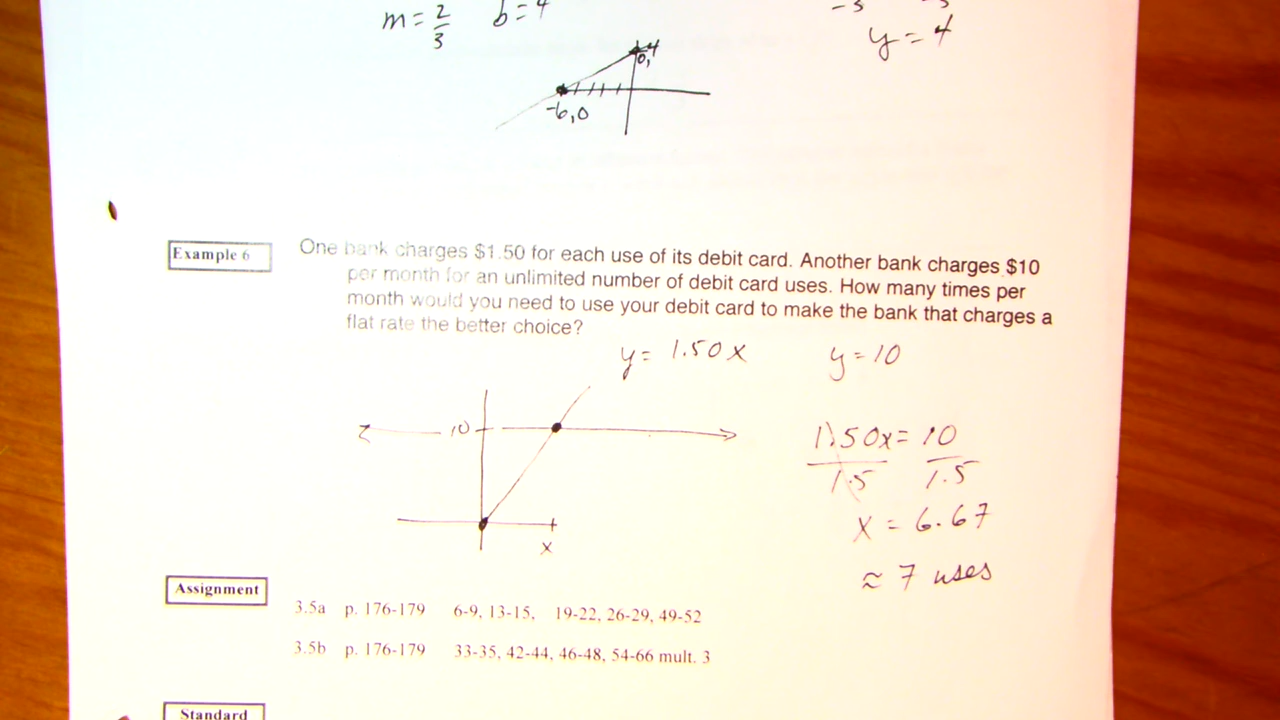 m = 2/3 b = 4
-3 -3
y = 4
0,4
-6,0
Example 6
One bank charges $1.50 for each use of its debit card. Another bank charges $10
per month for an unlimited number of debit card uses. How many times per
month would you need to use your debit card to make the bank that charges a
flat rate the better choice?
y = 1.50x y = 10
10
1.50x = 10
1.5 1.5
x = 6.67
x
≈ 7 uses
Assignment
3.5a p. 176-179 6-9, 13-15, 19-22, 26-29, 49-52
3.5b p. 176-179 33-35, 42-44, 46-48, 54-66 mult. 3
Standard